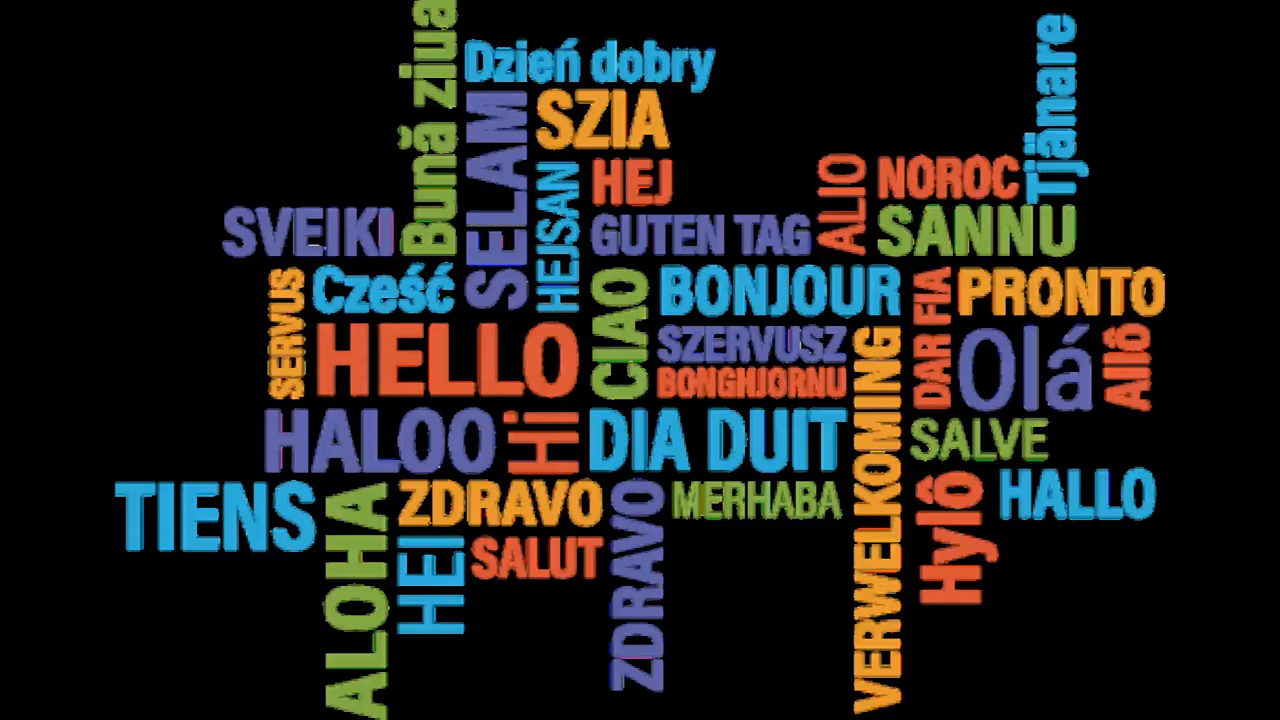 Bună ziua
Dzień dobry
Tjänare
SELAM
SZIA
HEJSAN
HEJ
ALIO
NOROC
SVEIKI
GUTEN TAG
SANNU
SERVUS
Cześć
CIAO
BONJOUR
DAR FIA
PRONTO
HELLO
SZERVUSZ
BONGHJORNU
VERWELKOMING
Olá
Allô
HALOO
Hi
DIA DUIT
SALVE
TIENS
ALOHA
ZDRAVO
ZDRAVO
MERHABA
Hylô
HALLO
HEI
SALUT